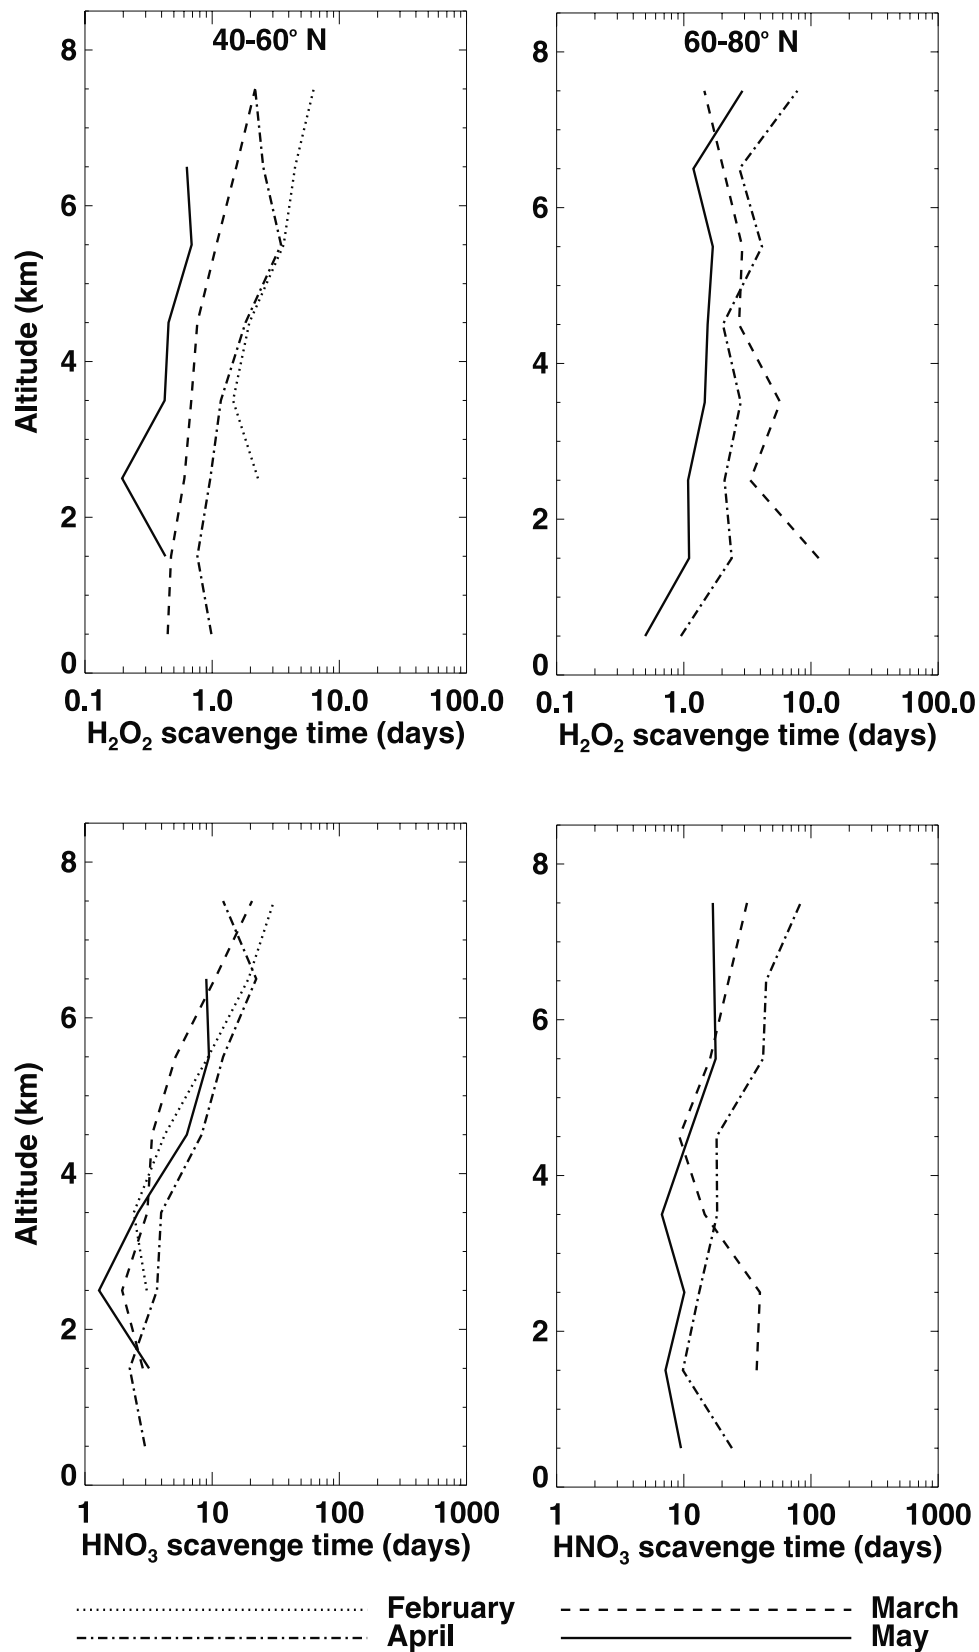 40-60° N
8
6
4
2
0
Altitude (km)
0.1 1.0 10.0 100.0
H₂O₂ scavenge time (days)
60-80° N
8
6
4
2
0
0.1 1.0 10.0 100.0
H₂O₂ scavenge time (days)
8
6
4
2
0
Altitude (km)
1 10 100 1000
HNO₃ scavenge time (days)
8
6
4
2
0
1 10 100 1000
HNO₃ scavenge time (days)
February March
April May